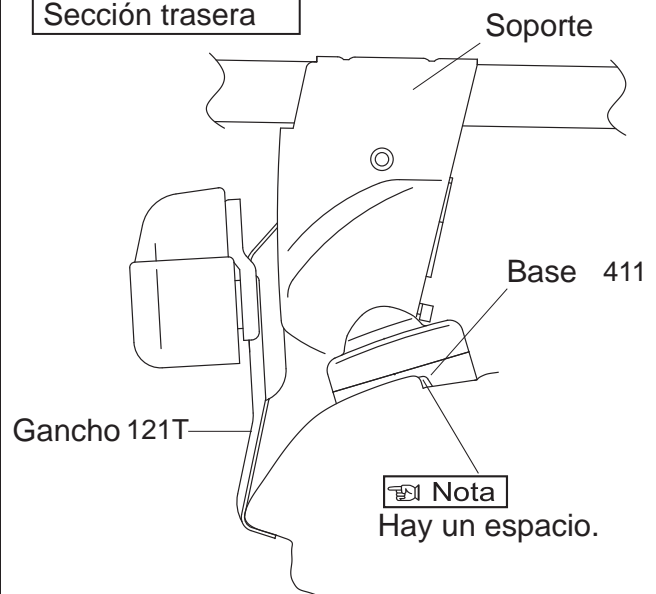 Sección trasera
Soporte
Base 411
Gancho 121T
Nota
Hay un espacio.